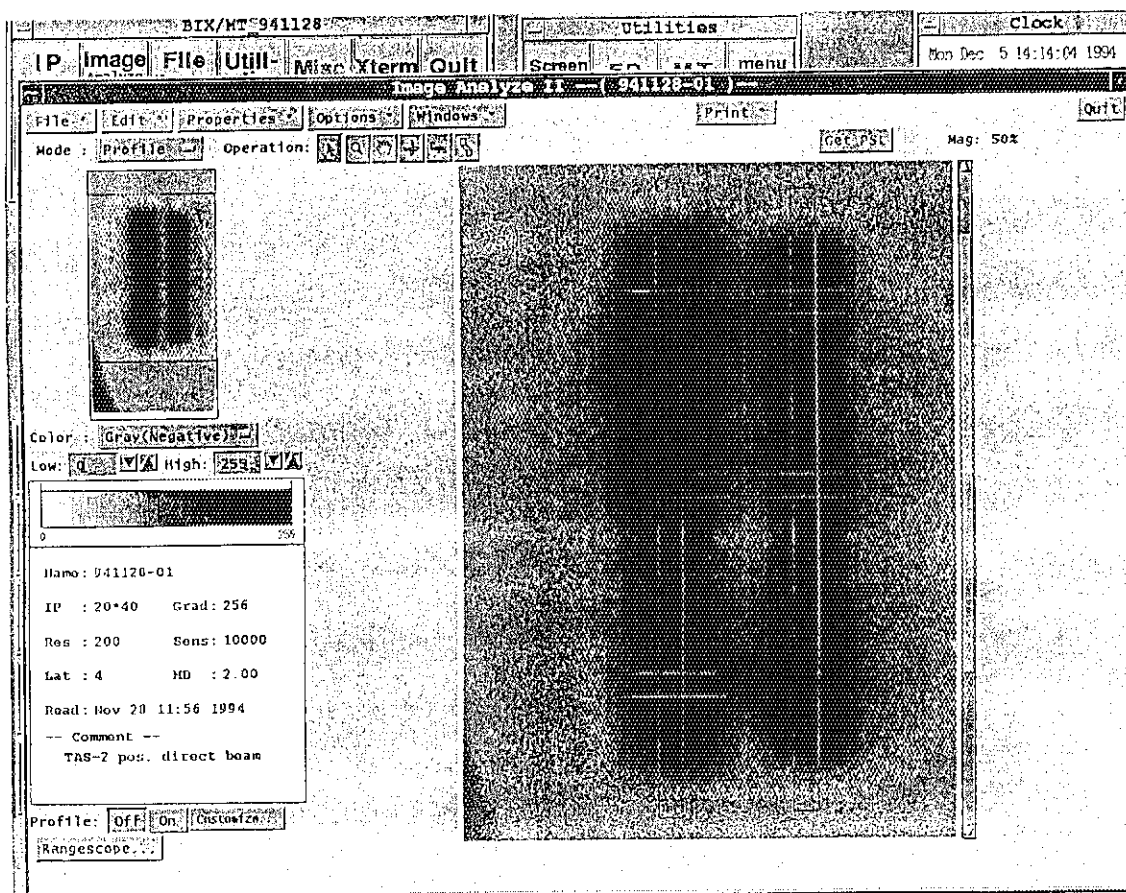 BIX/MT_941128
Utilities
Clock
IP Image File Utili- Misc Xterm Quit
Screen
menu
Mon Dec 5 14:14:04 1994
Image Analyze II --( 941128-01 )--
File Edit Properties Options Windows Print Quit
Mode : Profile Operation: Get PSL Mag: 50%
Color : Gray(Negative)
Low: 0 High: 255
0 255
Name: 941128-01
IP : 20*40 Grad: 256
Res : 200 Sens: 10000
Lat : 4 MD : 2.00
Read: Nov 28 11:56 1994
-- Comment --
TAS-2 pos. direct beam
Profile: Off On Customize...
Rangescope...